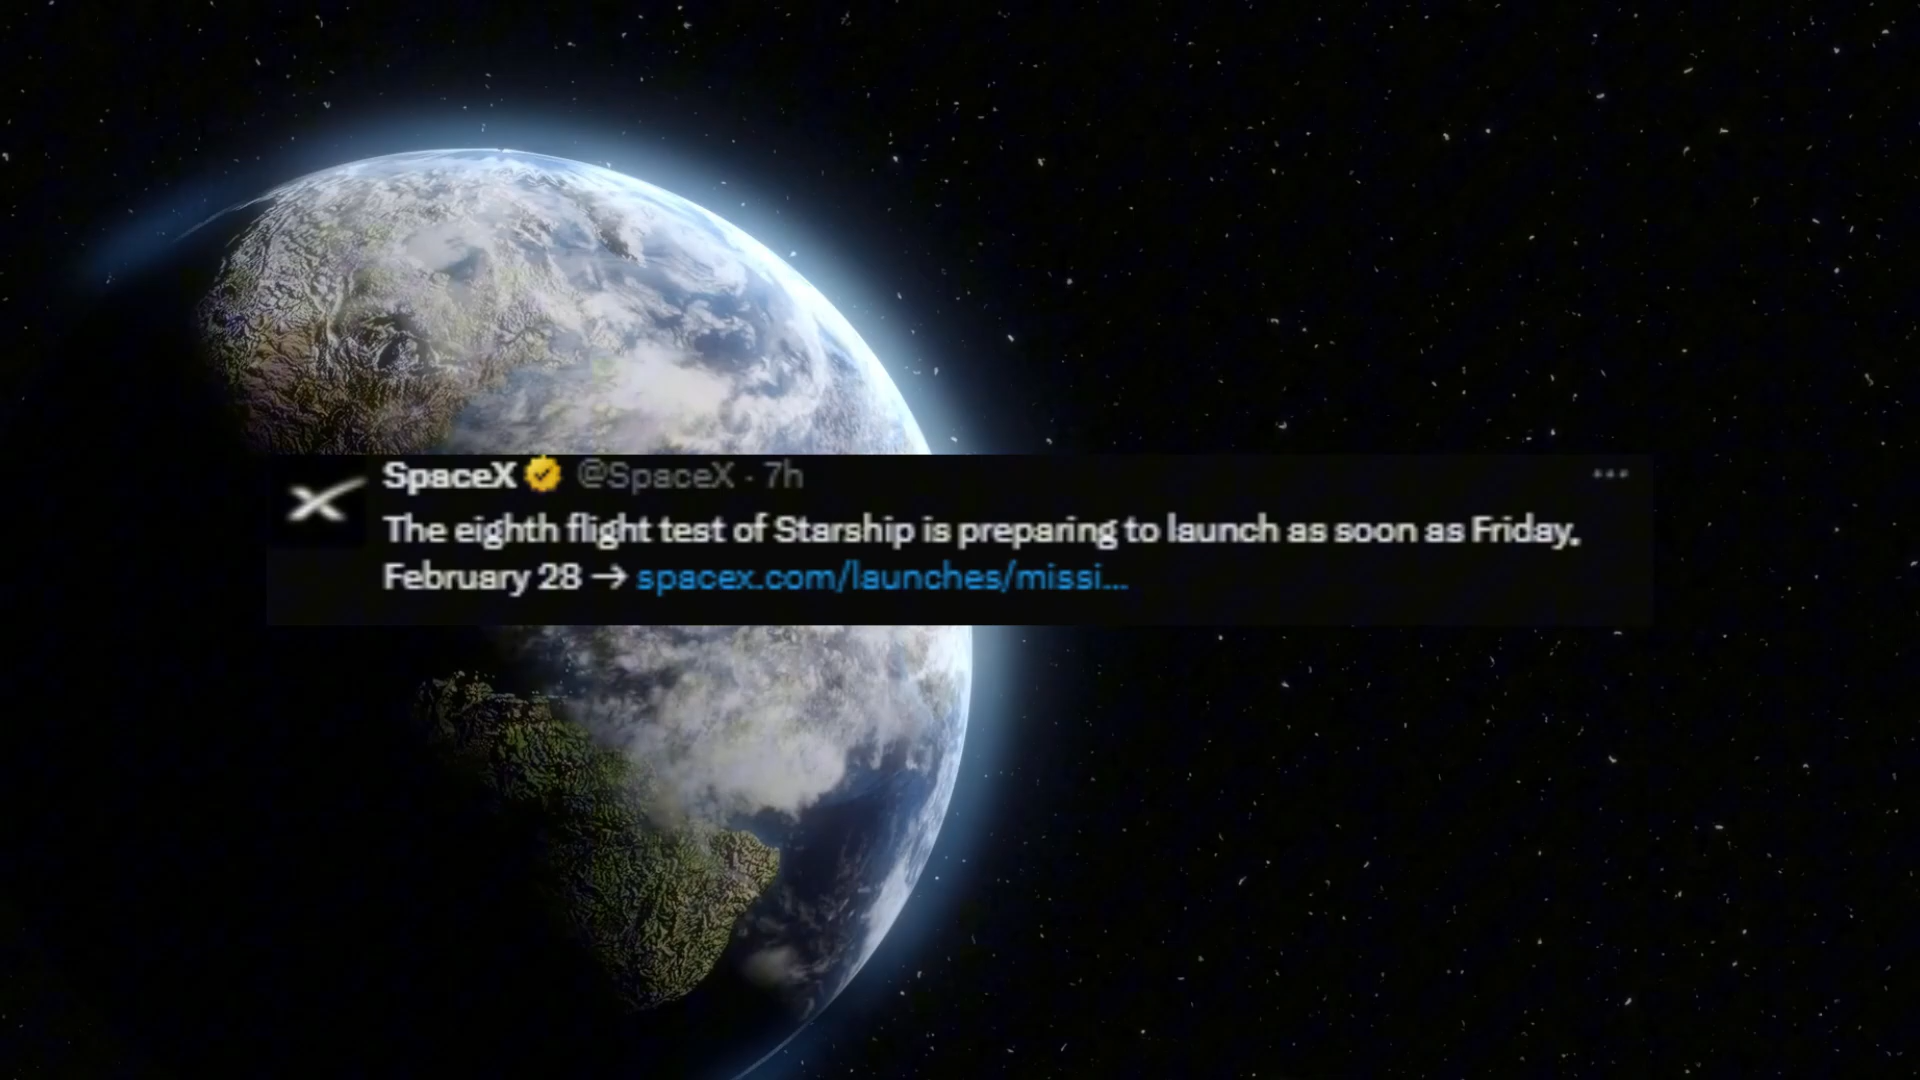 SpaceX @SpaceX · 7h
The eighth flight test of Starship is preparing to launch as soon as Friday,
February 28 → spacex.com/launches/missi...